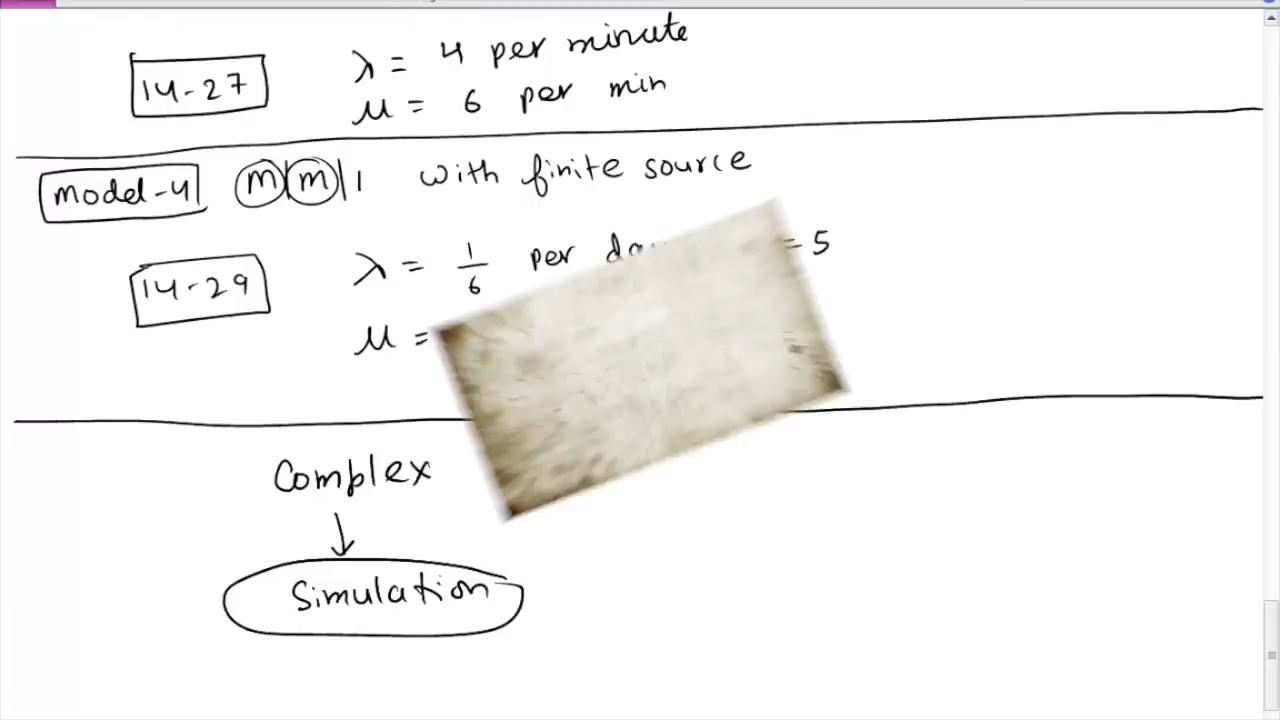 14-27 λ = 4 per minute
μ = 6 per min
model-4 m|m|1 with finite source
14-29 λ = 1/6 per = 5
μ =
Complex
↓
Simulation